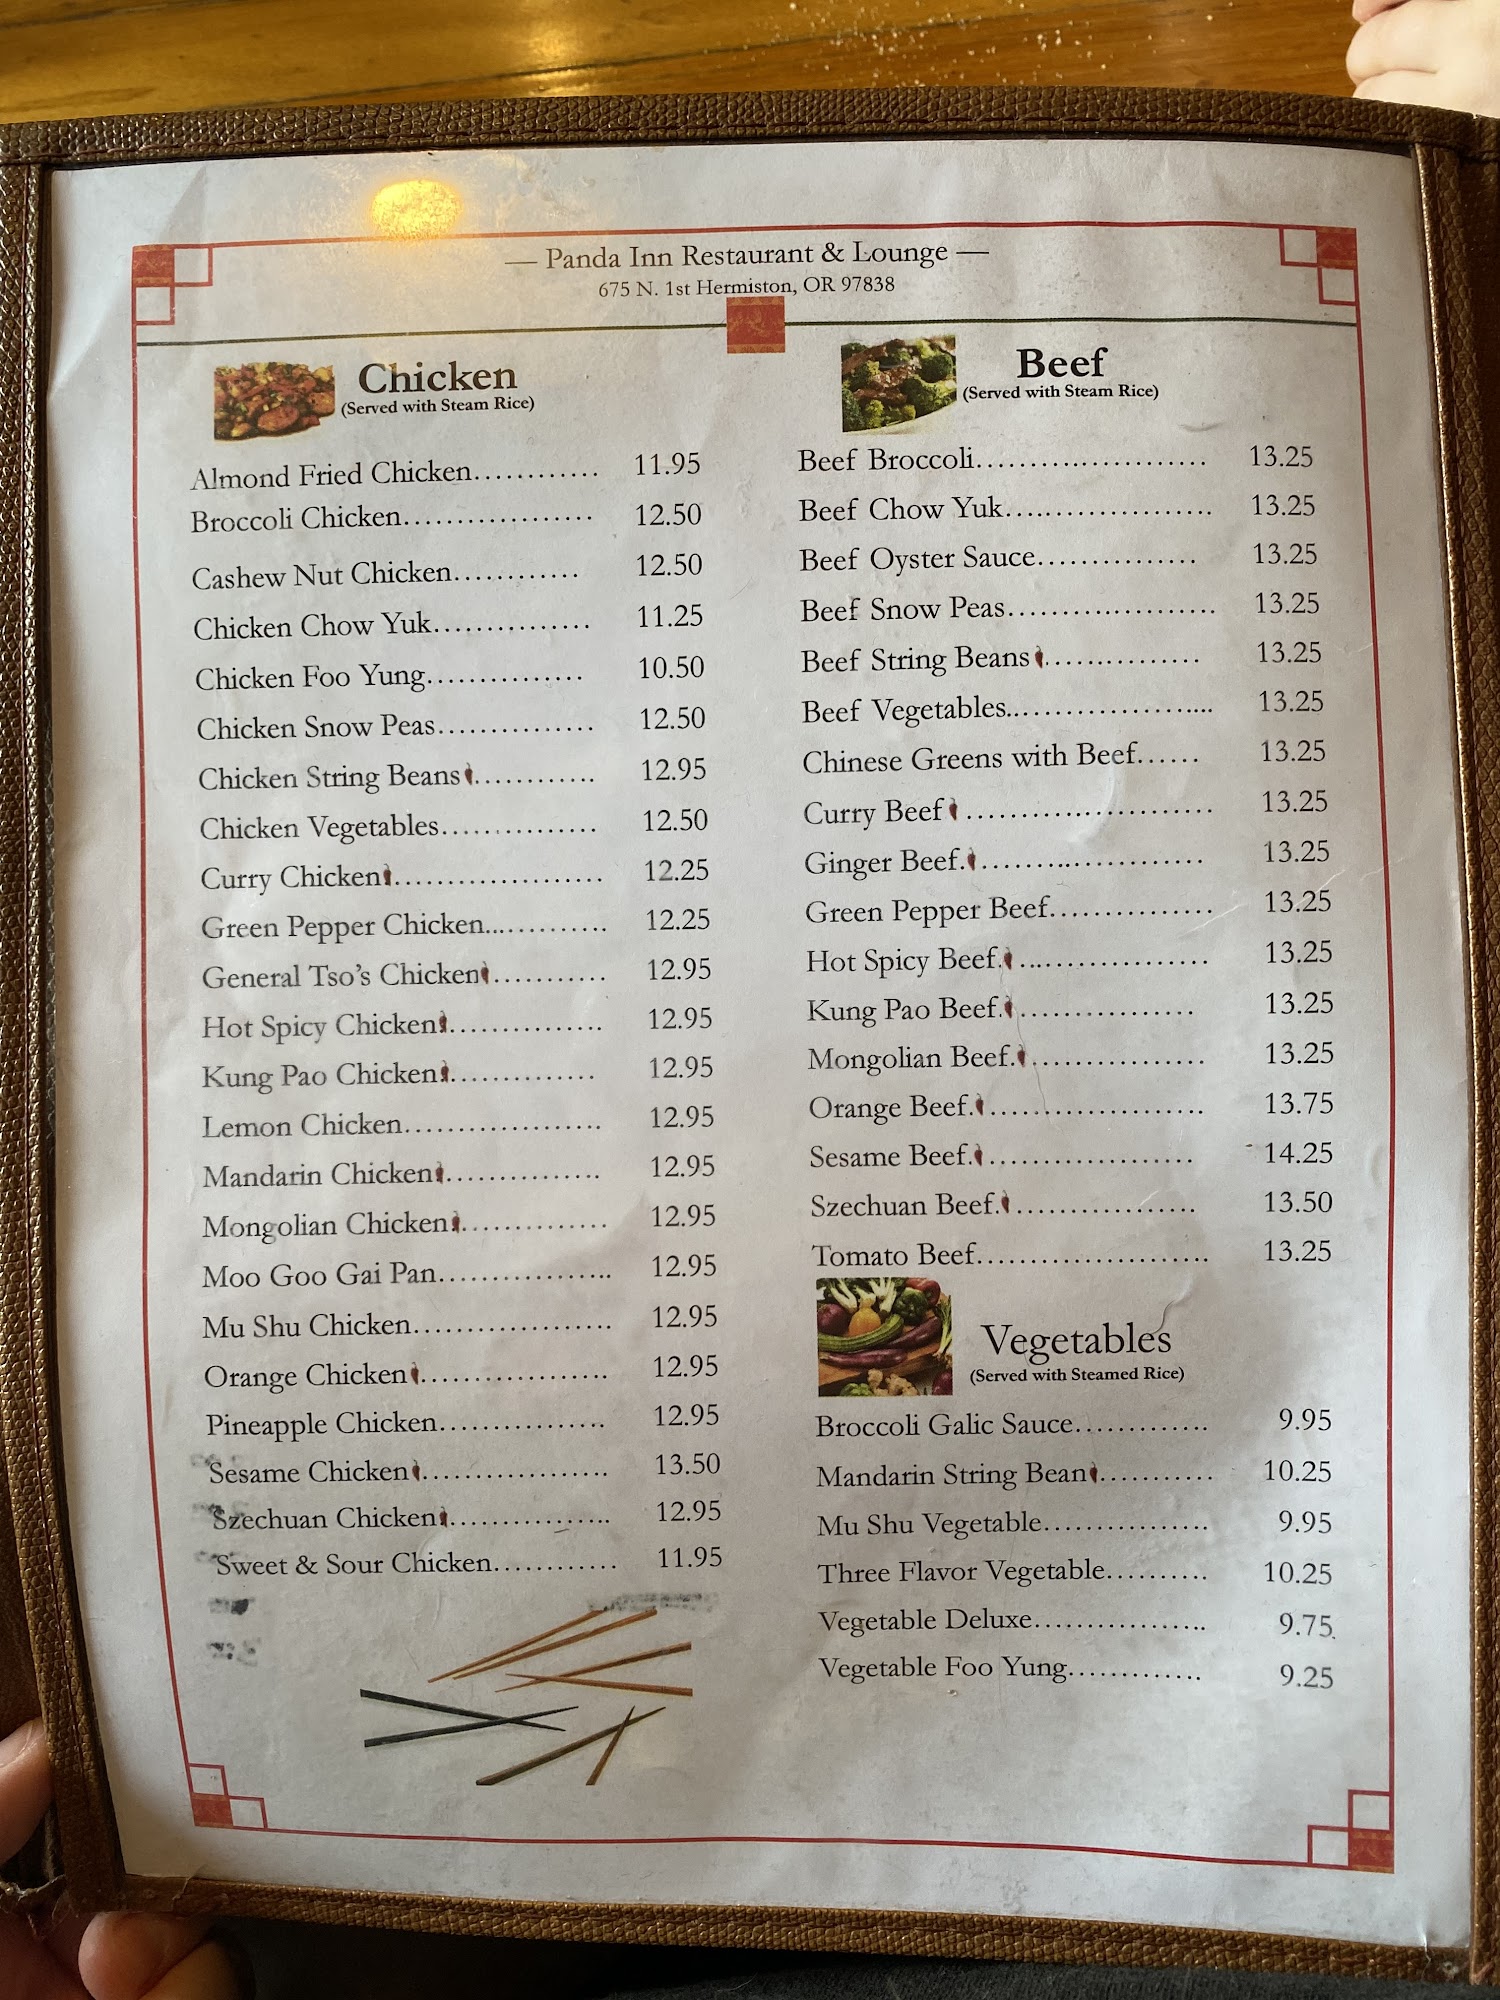 — Panda Inn Restaurant & Lounge —
675 N. 1st Hermiston, OR 97838
Chicken
(Served with Steam Rice)
Almond Fried Chicken............ 11.95
Broccoli Chicken.................. 12.50
Cashew Nut Chicken............ 12.50
Chicken Chow Yuk............... 11.25
Chicken Foo Yung............... 10.50
Chicken Snow Peas............... 12.50
Chicken String Beans............ 12.95
Chicken Vegetables............... 12.50
Curry Chicken.................... 12.25
Green Pepper Chicken............ 12.25
General Tso's Chicken........... 12.95
Hot Spicy Chicken............... 12.95
Kung Pao Chicken.............. 12.95
Lemon Chicken................... 12.95
Mandarin Chicken............... 12.95
Mongolian Chicken.............. 12.95
Moo Goo Gai Pan................. 12.95
Mu Shu Chicken................... 12.95
Orange Chicken.................. 12.95
Pineapple Chicken................ 12.95
Sesame Chicken.................. 13.50
Szechuan Chicken................ 12.95
Sweet & Sour Chicken............ 11.95
Beef
(Served with Steam Rice)
Beef Broccoli...................... 13.25
Beef Chow Yuk.................... 13.25
Beef Oyster Sauce............... 13.25
Beef Snow Peas.................... 13.25
Beef String Beans............... 13.25
Beef Vegetables.................... 13.25
Chinese Greens with Beef...... 13.25
Curry Beef ........................ 13.25
Ginger Beef...................... 13.25
Green Pepper Beef............... 13.25
Hot Spicy Beef................... 13.25
Kung Pao Beef.................. 13.25
Mongolian Beef.................. 13.25
Orange Beef...................... 13.75
Sesame Beef..................... 14.25
Szechuan Beef................... 13.50
Tomato Beef...................... 13.25
Vegetables
(Served with Steamed Rice)
Broccoli Galic Sauce............. 9.95
Mandarin String Bean........... 10.25
Mu Shu Vegetable................ 9.95
Three Flavor Vegetable.......... 10.25
Vegetable Deluxe................. 9.75
Vegetable Foo Yung............. 9.25